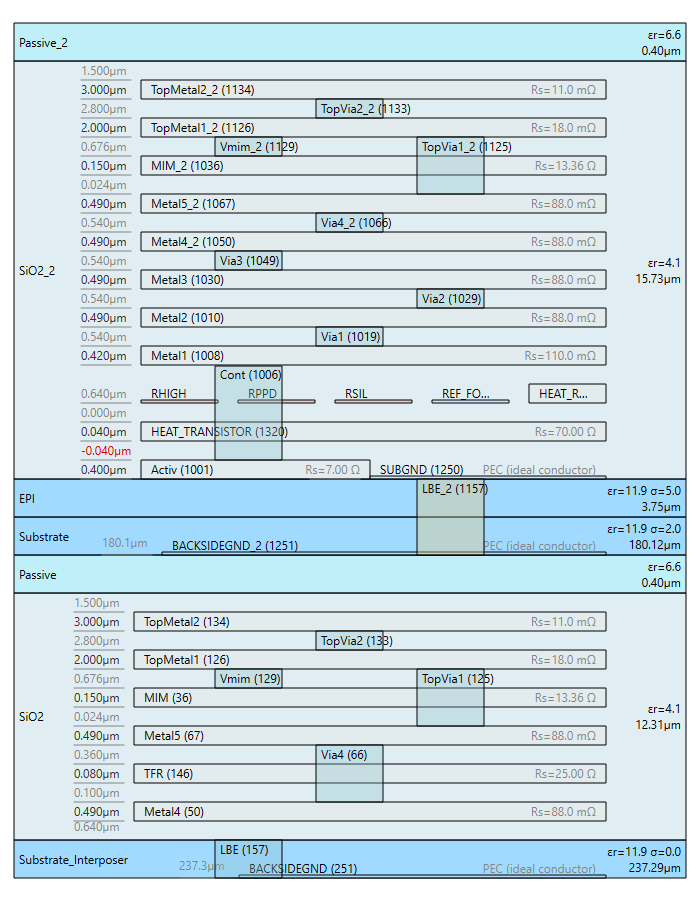 Passive_2
εr=6.6
0.40µm
1.500µm
3.000µm TopMetal2_2 (1134) Rs=11.0 mΩ
2.800µm TopVia2_2 (1133)
2.000µm TopMetal1_2 (1126) Rs=18.0 mΩ
0.676µm Vmim_2 (1129) TopVia1_2 (1125)
0.150µm MIM_2 (1036) Rs=13.36 Ω
0.024µm
0.490µm Metal5_2 (1067) Rs=88.0 mΩ
0.540µm Via4_2 (1066)
0.490µm Metal4_2 (1050) Rs=88.0 mΩ
0.540µm Via3 (1049)
SiO2_2
εr=4.1
15.73µm
0.490µm Metal3 (1030) Rs=88.0 mΩ
0.540µm Via2 (1029)
0.490µm Metal2 (1010) Rs=88.0 mΩ
0.540µm Via1 (1019)
0.420µm Metal1 (1008) Rs=110.0 mΩ
Cont (1006)
0.640µm RHIGH RPPD RSIL REF_FO... HEAT_R...
0.000µm
0.040µm HEAT_TRANSISTOR (1320) Rs=70.00 Ω
-0.040µm
0.400µm Activ (1001) Rs=7.00 Ω SUBGND (1250) PEC (ideal conductor)
EPI LBE_2 (1157)
εr=11.9 σ=5.0
3.75µm
Substrate
εr=11.9 σ=2.0
180.12µm
180.1µm BACKSIDEGND_2 (1251) PEC (ideal conductor)
Passive
εr=6.6
0.40µm
1.500µm
3.000µm TopMetal2 (134) Rs=11.0 mΩ
2.800µm TopVia2 (133)
2.000µm TopMetal1 (126) Rs=18.0 mΩ
0.676µm Vmim (129) TopVia1 (125)
0.150µm MIM (36) Rs=13.36 Ω
SiO2
εr=4.1
12.31µm
0.024µm
0.490µm Metal5 (67) Rs=88.0 mΩ
0.360µm Via4 (66)
0.080µm TFR (146) Rs=25.00 Ω
0.100µm
0.490µm Metal4 (50) Rs=88.0 mΩ
0.640µm
Substrate_Interposer LBE (157)
εr=11.9 σ=0.0
237.29µm
237.3µm BACKSIDEGND (251) PEC (ideal conductor)